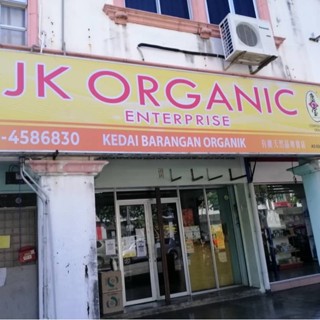 JK ORGANIC
ENTERPRISE
-4586830 KEDAI BARANGAN ORGANIK